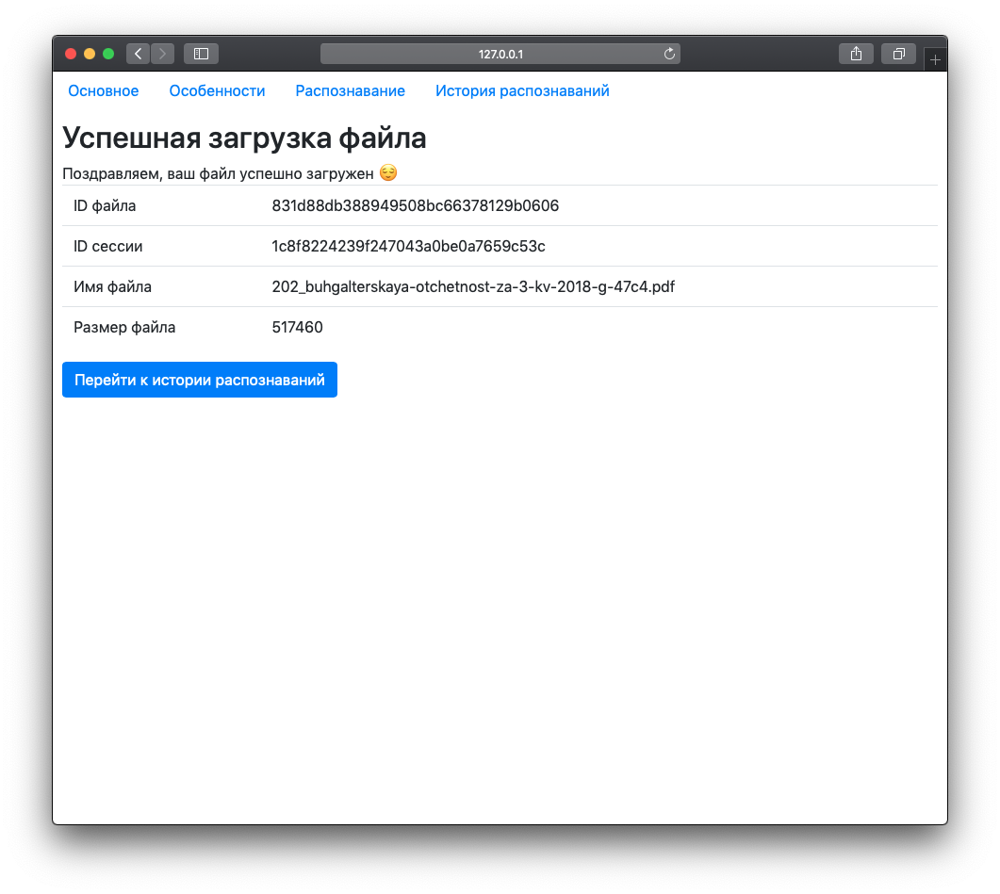 127.0.0.1
Основное Особенности Распознавание История распознаваний
Успешная загрузка файла
Поздравляем, ваш файл успешно загружен 😌
ID файла 831d88db388949508bc66378129b0606
ID сессии 1c8f8224239f247043a0be0a7659c53c
Имя файла 202_buhgalterskaya-otchetnost-za-3-kv-2018-g-47c4.pdf
Размер файла 517460
Перейти к истории распознаваний